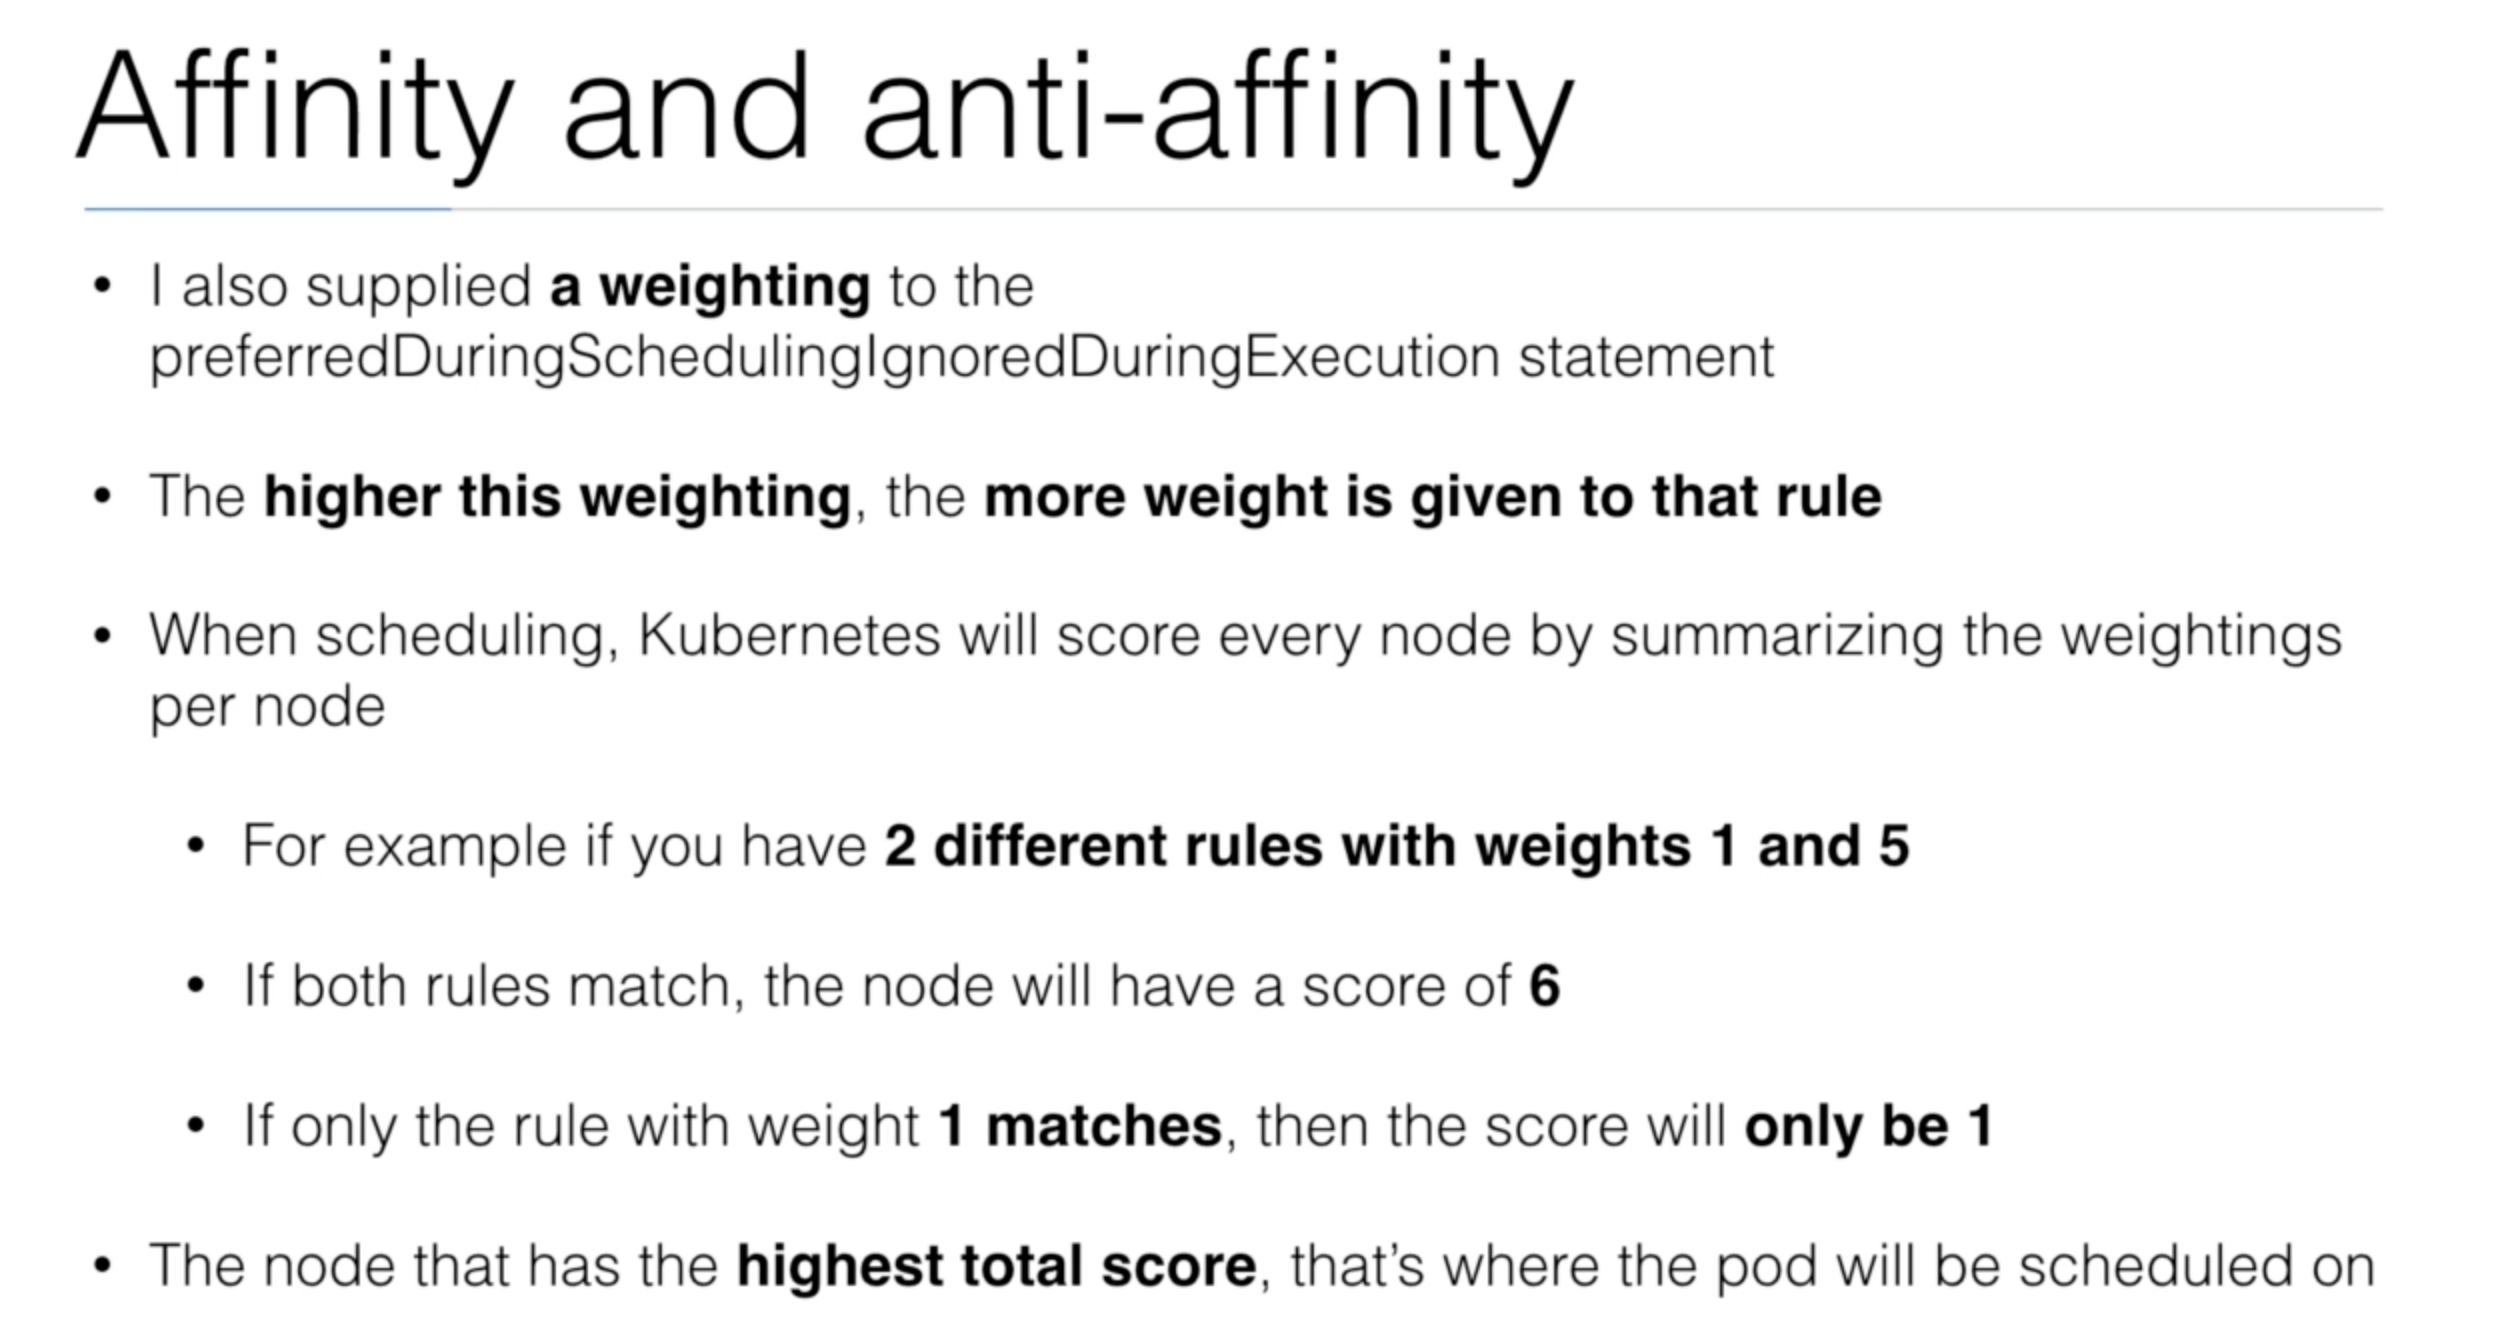 Affinity and anti-affinity
• I also supplied a weighting to the
preferredDuringSchedulingIgnoredDuringExecution statement
• The higher this weighting, the more weight is given to that rule
• When scheduling, Kubernetes will score every node by summarizing the weightings
per node
• For example if you have 2 different rules with weights 1 and 5
• If both rules match, the node will have a score of 6
• If only the rule with weight 1 matches, then the score will only be 1
• The node that has the highest total score, that’s where the pod will be scheduled on